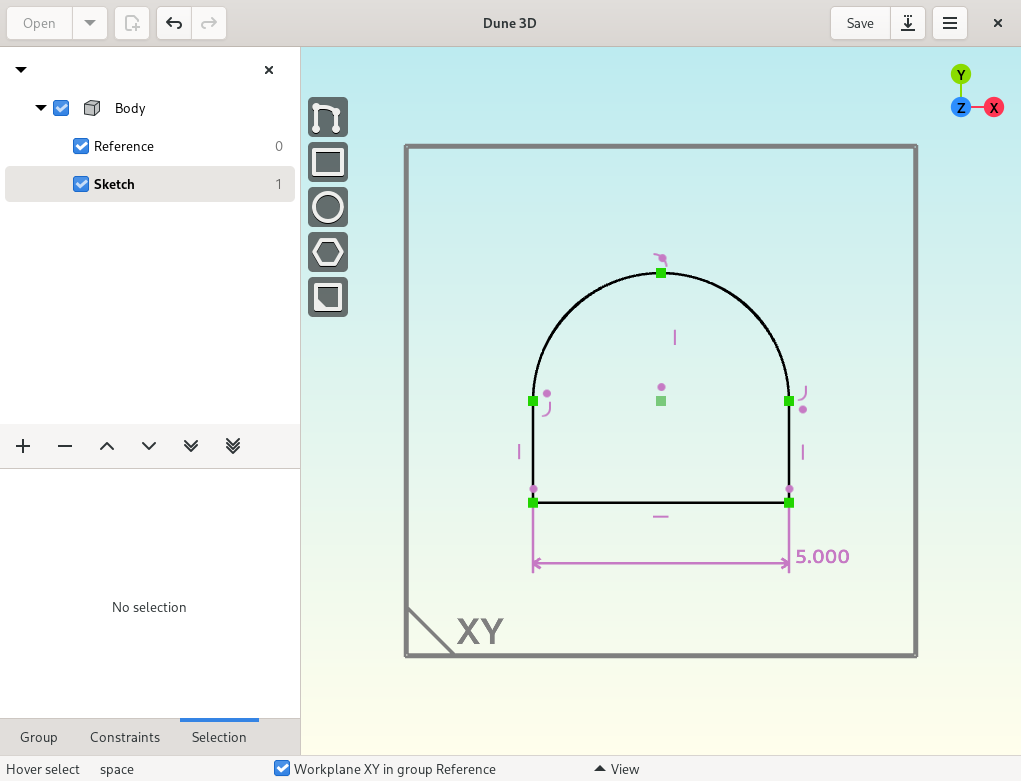 Open
Dune 3D
Save
Body
Reference 0
Sketch 1
No selection
Group Constraints Selection
Y
Z X
5.000
XY
Hover select space Workplane XY in group Reference View